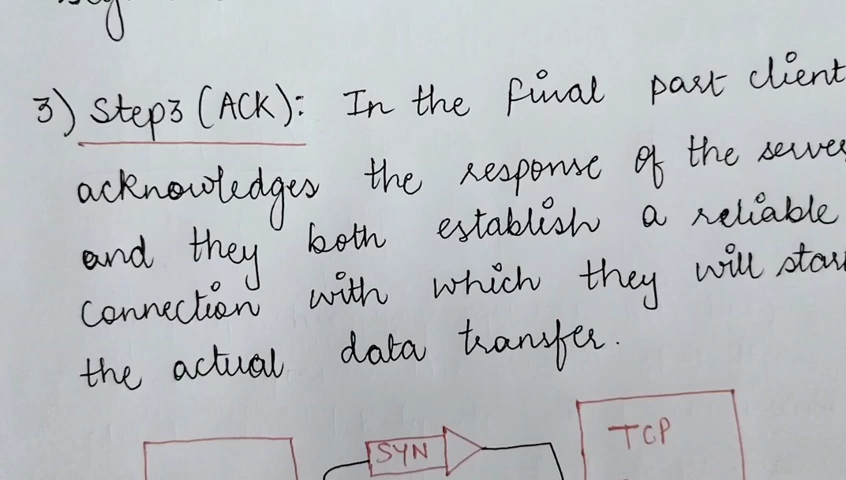 3) Step3 (ACK): In the final past client
acknowledges the response of the server
and they both establish a reliable
connection with which they will start
the actual data transfer.
SYN
TCP